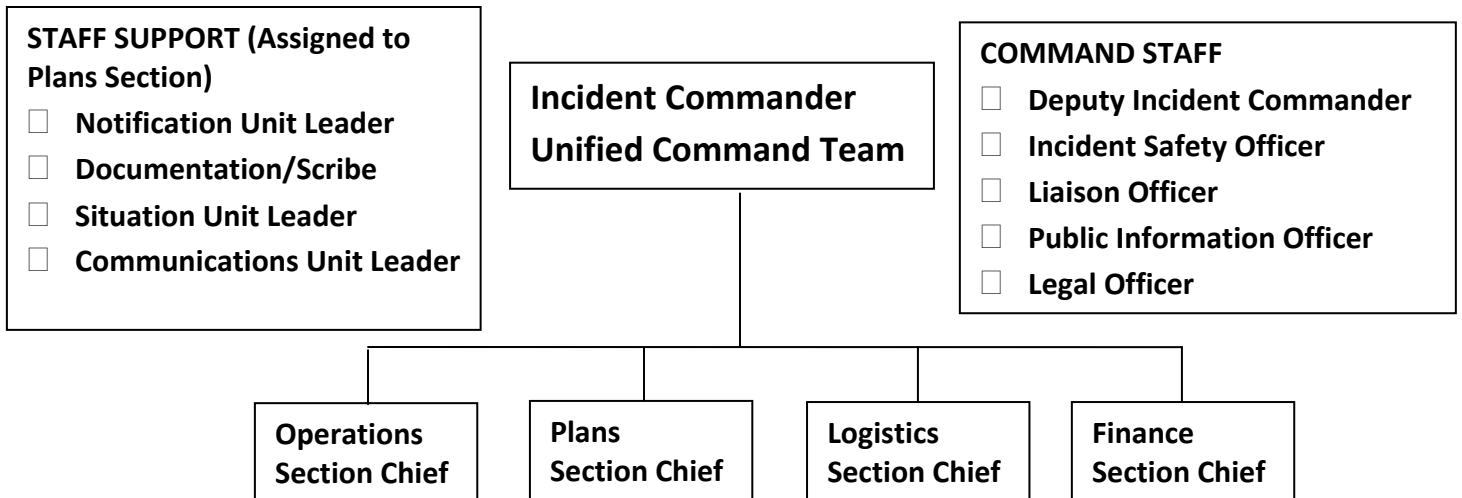 STAFF SUPPORT (Assigned to
Plans Section)
☐ Notification Unit Leader
☐ Documentation/Scribe
☐ Situation Unit Leader
☐ Communications Unit Leader
Incident Commander
Unified Command Team
COMMAND STAFF
☐ Deputy Incident Commander
☐ Incident Safety Officer
☐ Liaison Officer
☐ Public Information Officer
☐ Legal Officer
Operations
Section Chief
Plans
Section Chief
Logistics
Section Chief
Finance
Section Chief